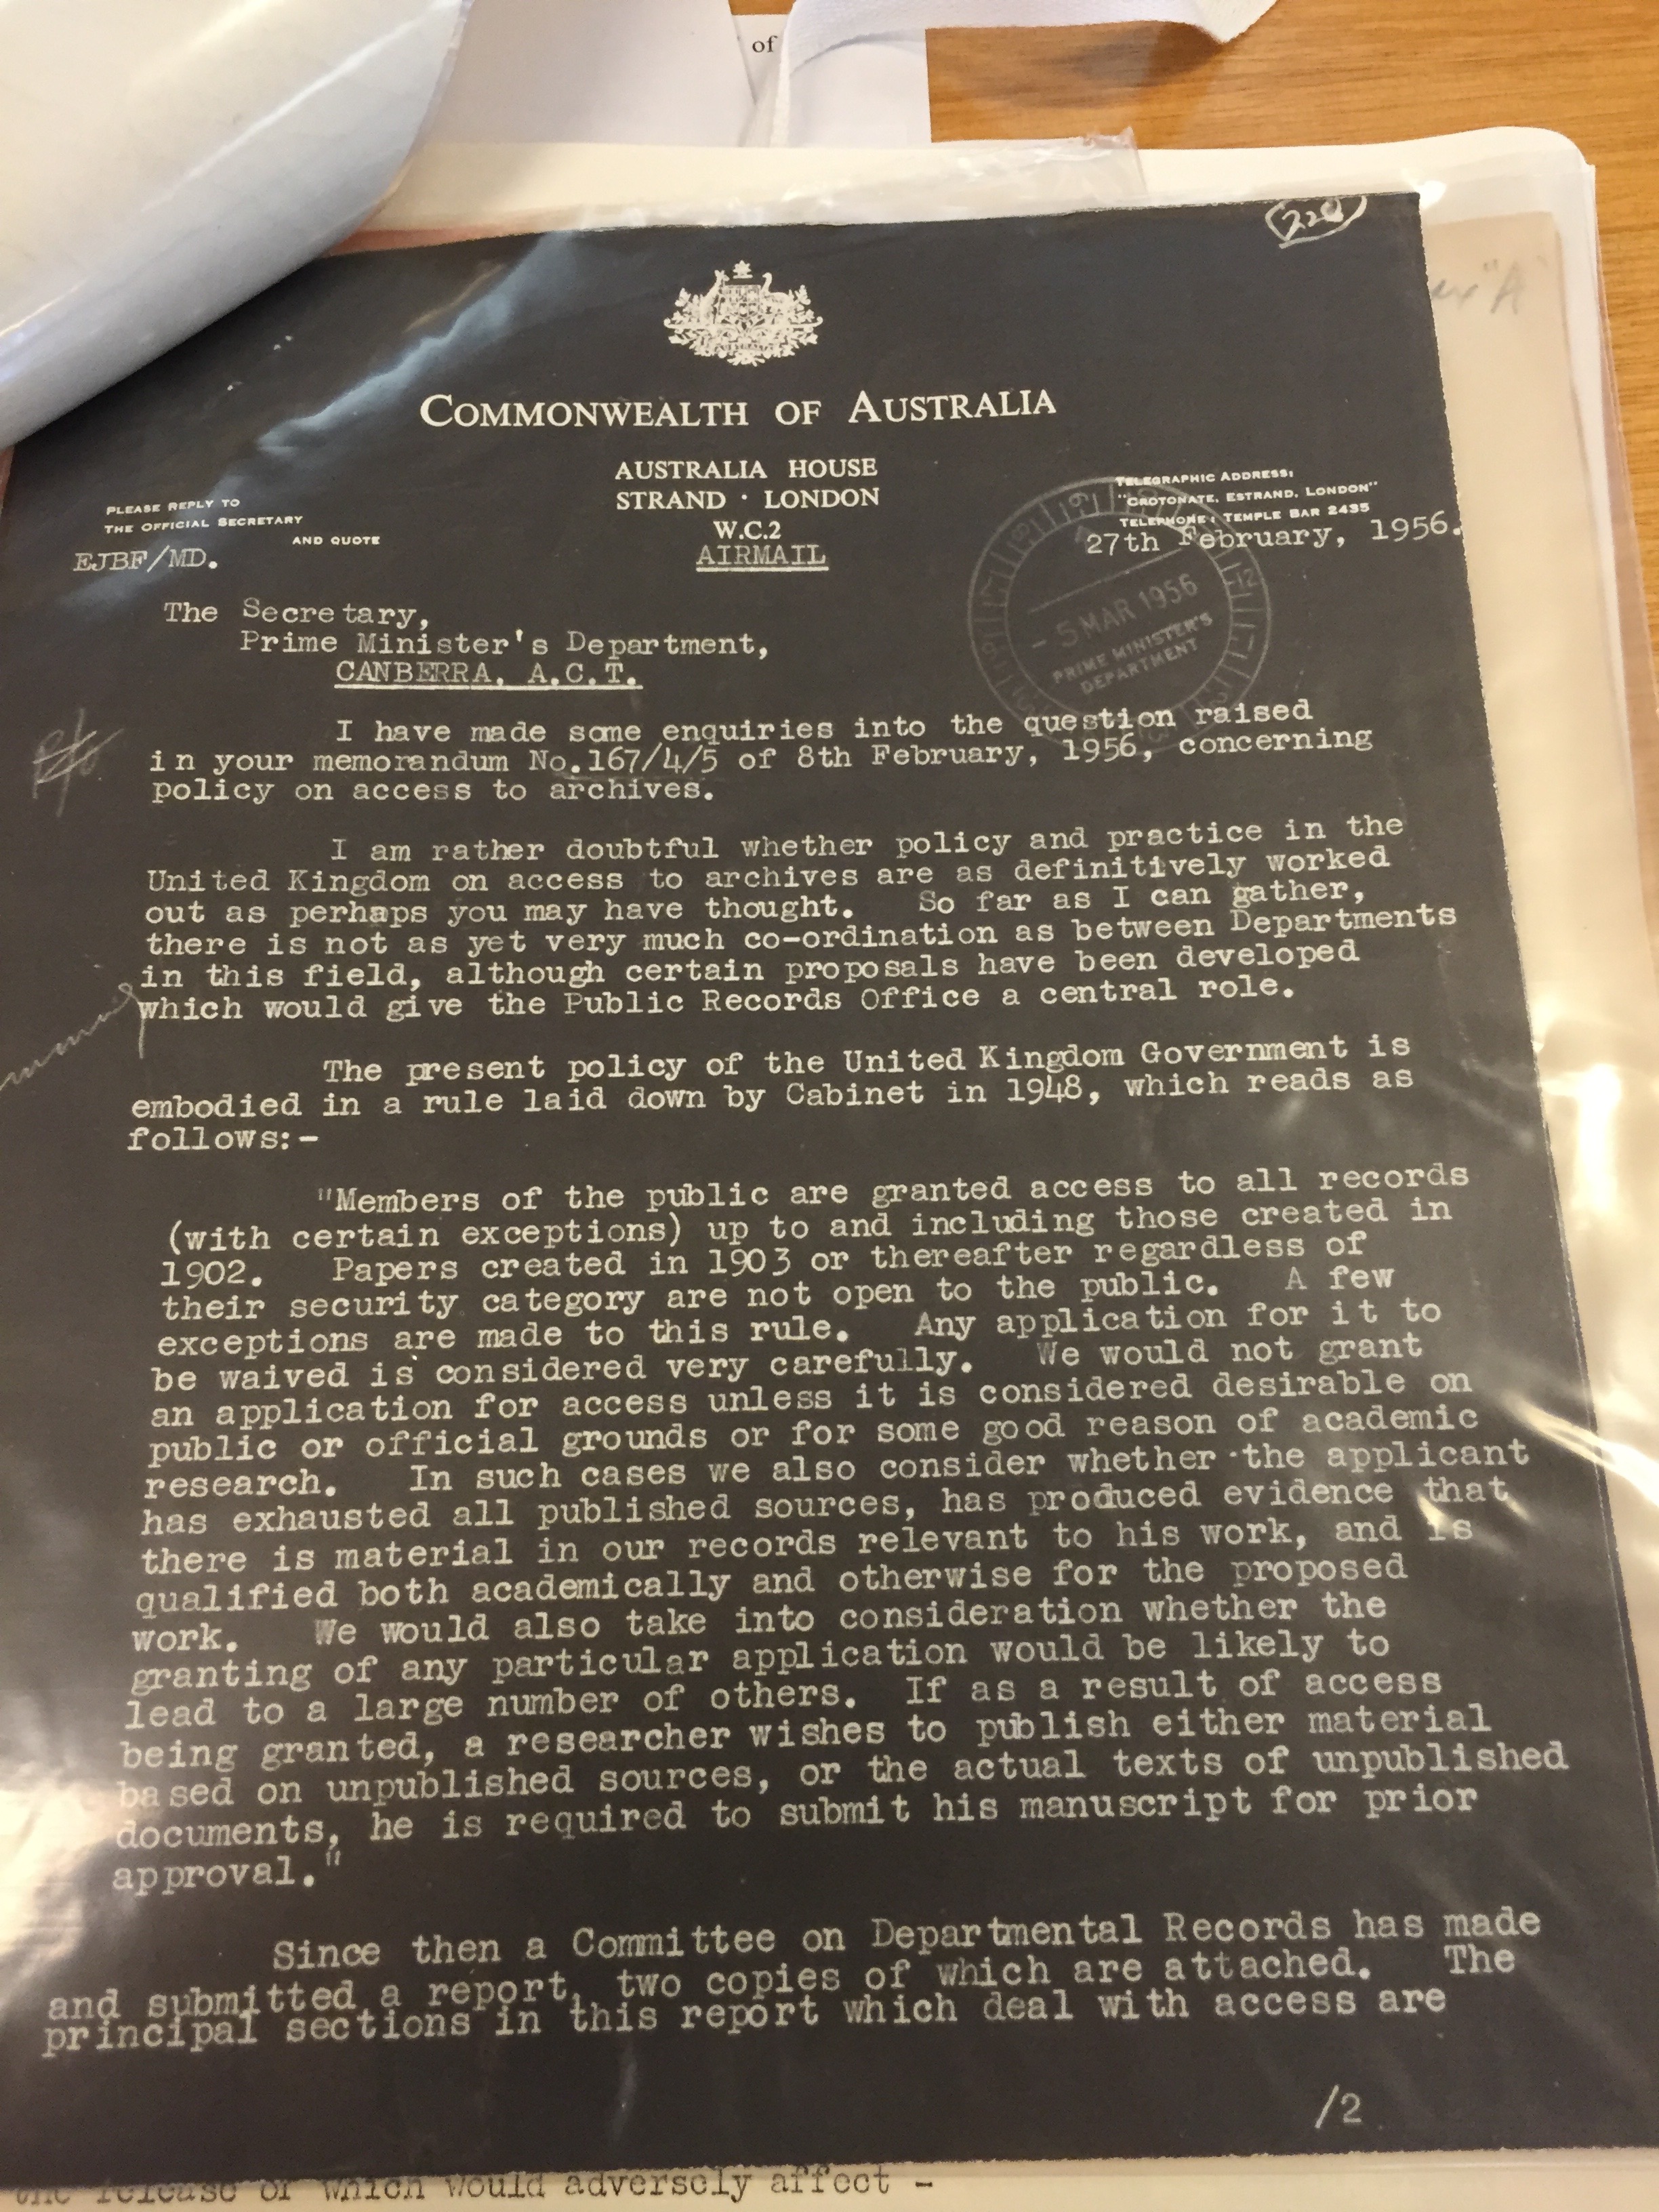 of
220
COMMONWEALTH OF AUSTRALIA
AUSTRALIA HOUSE
STRAND · LONDON
W.C.2
AIRMAIL
PLEASE REPLY TO
THE OFFICIAL SECRETARY
AND QUOTE
EJBF/MD.
TELEGRAPHIC ADDRESS:
"CROTONATE, ESTRAND, LONDON"
TELEPHONE: TEMPLE BAR 2435
27th February, 1956.
- 5 MAR 1956
PRIME MINISTER'S
DEPARTMENT
The Secretary,
Prime Minister's Department,
CANBERRA, A.C.T.
I have made some enquiries into the question raised
in your memorandum No.167/4/5 of 8th February, 1956, concerning
policy on access to archives.
I am rather doubtful whether policy and practice in the
United Kingdom on access to archives are as definitively worked
out as perhaps you may have thought. So far as I can gather,
there is not as yet very much co-ordination as between Departments
in this field, although certain proposals have been developed
which would give the Public Records Office a central role.
The present policy of the United Kingdom Government is
embodied in a rule laid down by Cabinet in 1948, which reads as
follows:-
"Members of the public are granted access to all records
(with certain exceptions) up to and including those created in
1902. Papers created in 1903 or thereafter regardless of
their security category are not open to the public. A few
exceptions are made to this rule. Any application for it to
be waived is considered very carefully. We would not grant
an application for access unless it is considered desirable on
public or official grounds or for some good reason of academic
research. In such cases we also consider whether the applicant
has exhausted all published sources, has produced evidence that
there is material in our records relevant to his work, and is
qualified both academically and otherwise for the proposed
work. We would also take into consideration whether the
granting of any particular application would be likely to
lead to a large number of others. If as a result of access
being granted, a researcher wishes to publish either material
based on unpublished sources, or the actual texts of unpublished
documents, he is required to submit his manuscript for prior
approval."
Since then a Committee on Departmental Records has made
and submitted a report, two copies of which are attached. The
principal sections in this report which deal with access are
/2
the release of which would adversely affect -